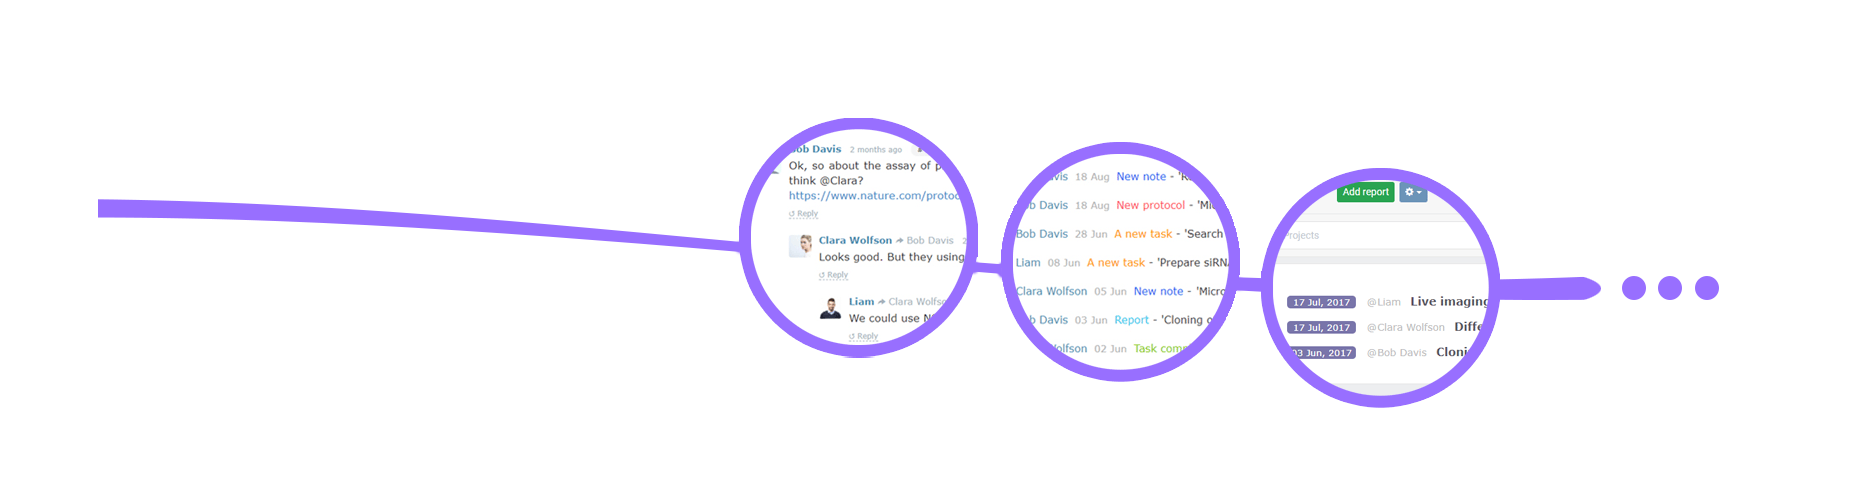 Bob Davis 2 months ago
Ok, so about the assay of
think @Clara?
https://www.nature.com/protoc
Reply
Clara Wolfson Bob Davis 2
Looks good. But they using
Reply
Liam Clara Wolfso
We could use
Reply
vis 18 Aug New note - 'R
b Davis 18 Aug New protocol - 'Mi
Bob Davis 28 Jun A new task - 'Search
Liam 08 Jun A new task - 'Prepare siRN
Clara Wolfson 05 Jun New note - 'Micro
b Davis 03 Jun Report - 'Cloning o
Wolfson 02 Jun Task com
Add report
rojects
17 Jul, 2017 @Liam Live imaging
17 Jul, 2017 @Clara Wolfson Diffe
03 Jun, 2017 @Bob Davis Cloni